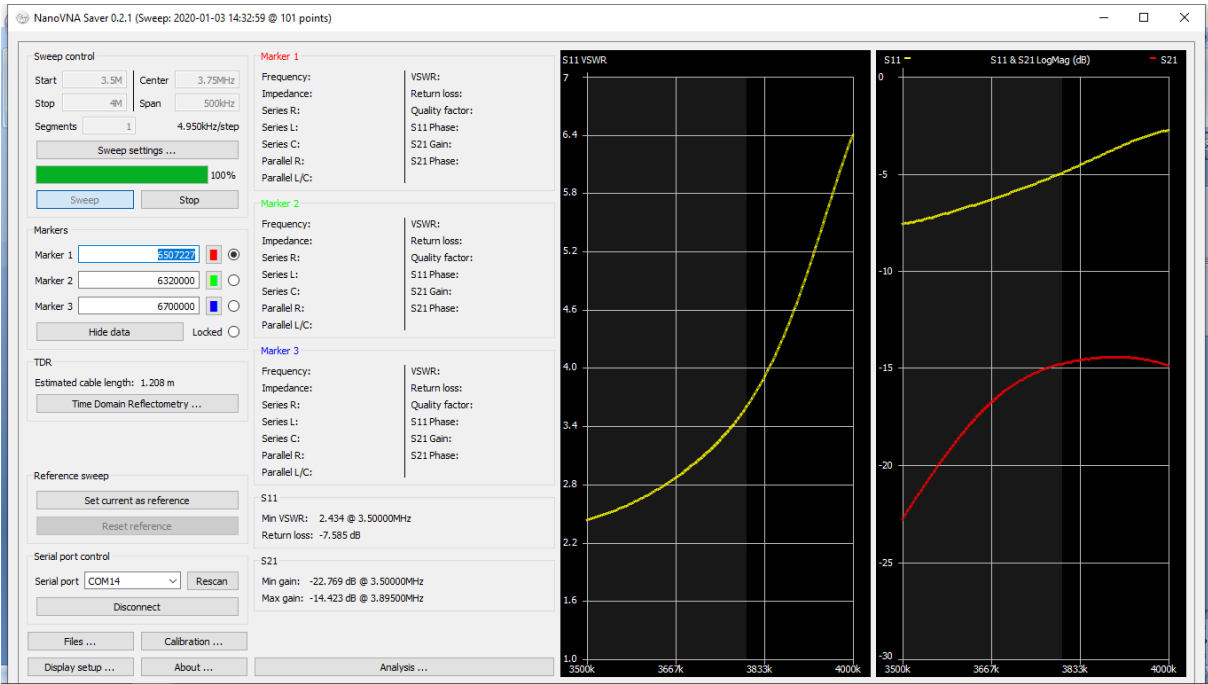 NanoVNA Saver 0.2.1 (Sweep: 2020-01-03 14:32:59 @ 101 points)
Sweep control
Start 3.5M Center 3.75MHz
Stop 4M Span 500kHz
Segments 1 4.950kHz/step
Sweep settings ...
100%
Sweep Stop
Markers
Marker 1 6507227
Marker 2 6320000
Marker 3 6700000
Hide data Locked
TDR
Estimated cable length: 1.208 m
Time Domain Reflectometry ...
Reference sweep
Set current as reference
Reset reference
Serial port control
Serial port COM14 Rescan
Disconnect
Files ... Calibration ...
Display setup ... About ...
Marker 1
Frequency: VSWR:
Impedance: Return loss:
Series R: Quality factor:
Series L: S11 Phase:
Series C: S21 Gain:
Parallel R: S21 Phase:
Parallel L/C:
Marker 2
Frequency: VSWR:
Impedance: Return loss:
Series R: Quality factor:
Series L: S11 Phase:
Series C: S21 Gain:
Parallel R: S21 Phase:
Parallel L/C:
Marker 3
Frequency: VSWR:
Impedance: Return loss:
Series R: Quality factor:
Series L: S11 Phase:
Series C: S21 Gain:
Parallel R: S21 Phase:
Parallel L/C:
S11
Min VSWR: 2.434 @ 3.50000MHz
Return loss: -7.585 dB
S21
Min gain: -22.769 dB @ 3.50000MHz
Max gain: -14.423 dB @ 3.89500MHz
Analysis ...
S11 VSWR
7
6.4
5.8
5.2
4.6
4.0
3.4
2.8
2.2
1.6
1.0
3500k 3667k 3833k 4000k
S11 S11 & S21 LogMag (dB) S21
0
-5
-10
-15
-20
-25
-30
3500k 3667k 3833k 4000k